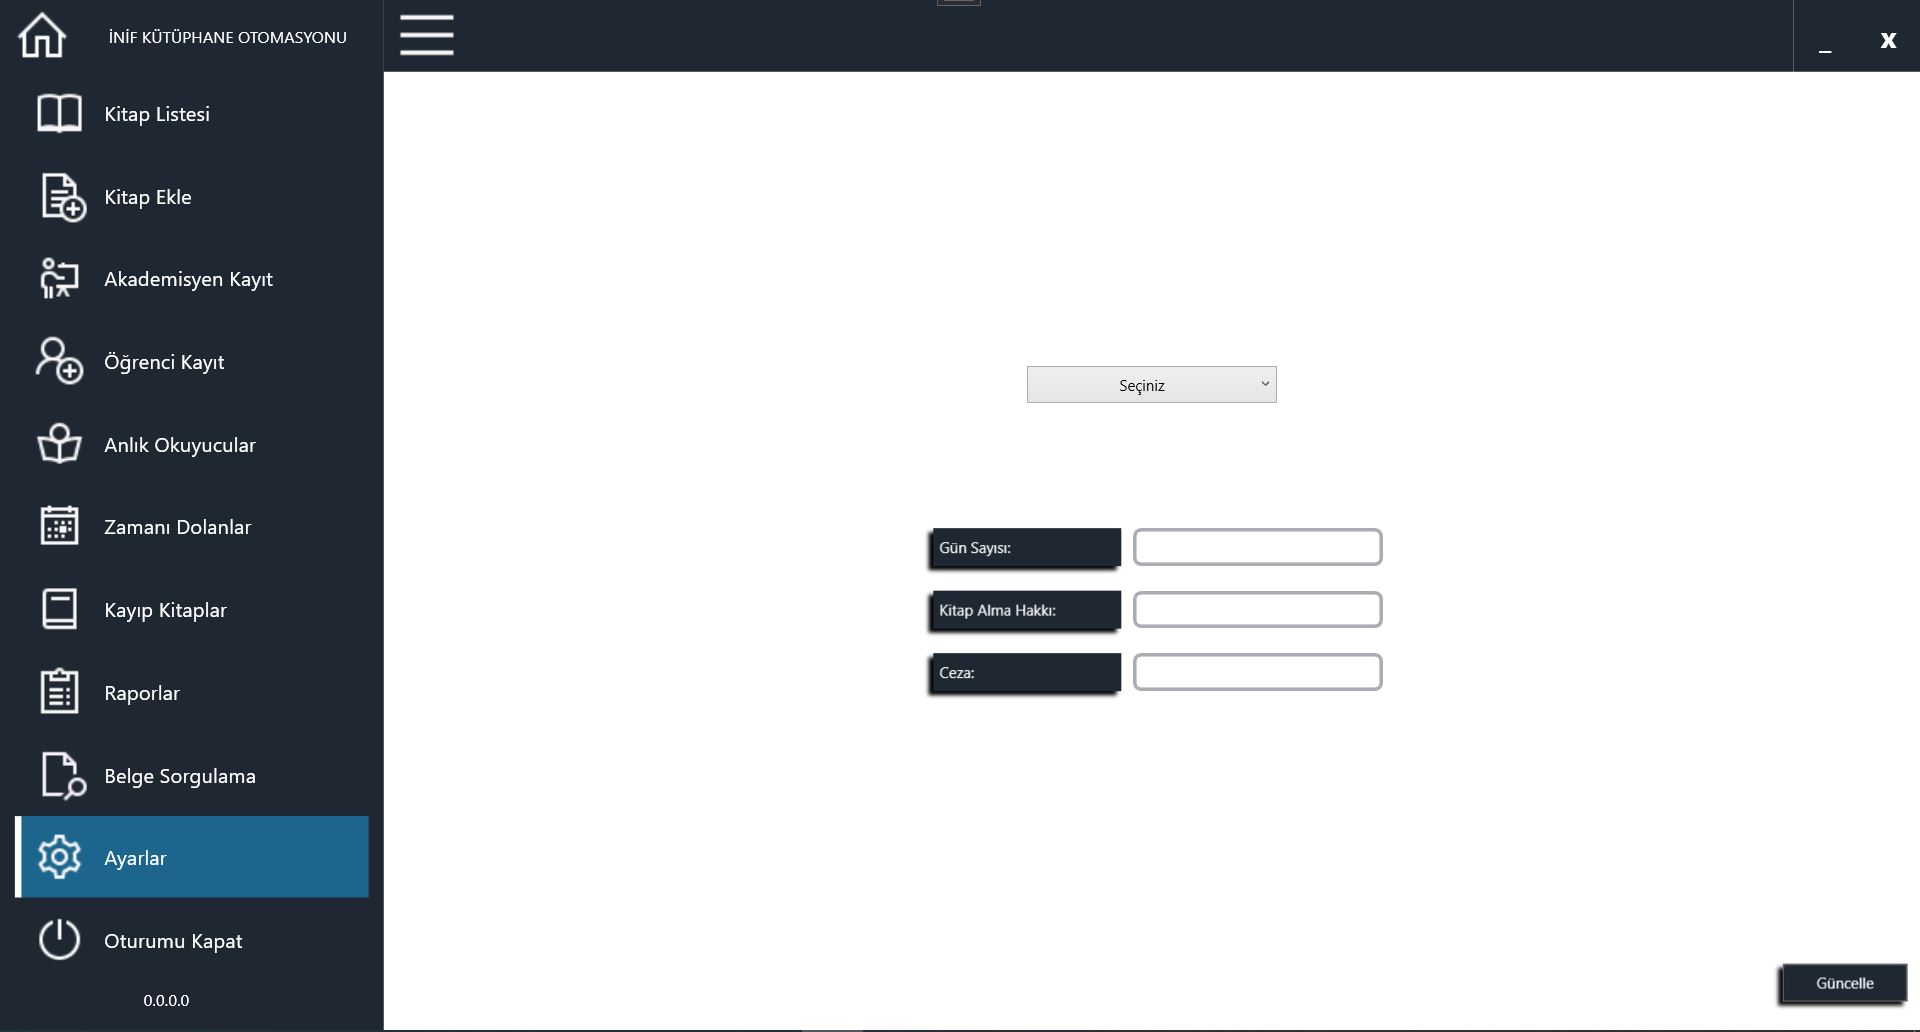 İNİF KÜTÜPHANE OTOMASYONU
_ X
Kitap Listesi
Kitap Ekle
Akademisyen Kayıt
Öğrenci Kayıt
Anlık Okuyucular
Zamanı Dolanlar
Kayıp Kitaplar
Raporlar
Belge Sorgulama
Ayarlar
Oturumu Kapat
0.0.0.0
Seçiniz
Gün Sayısı:
Kitap Alma Hakkı:
Ceza:
Güncelle